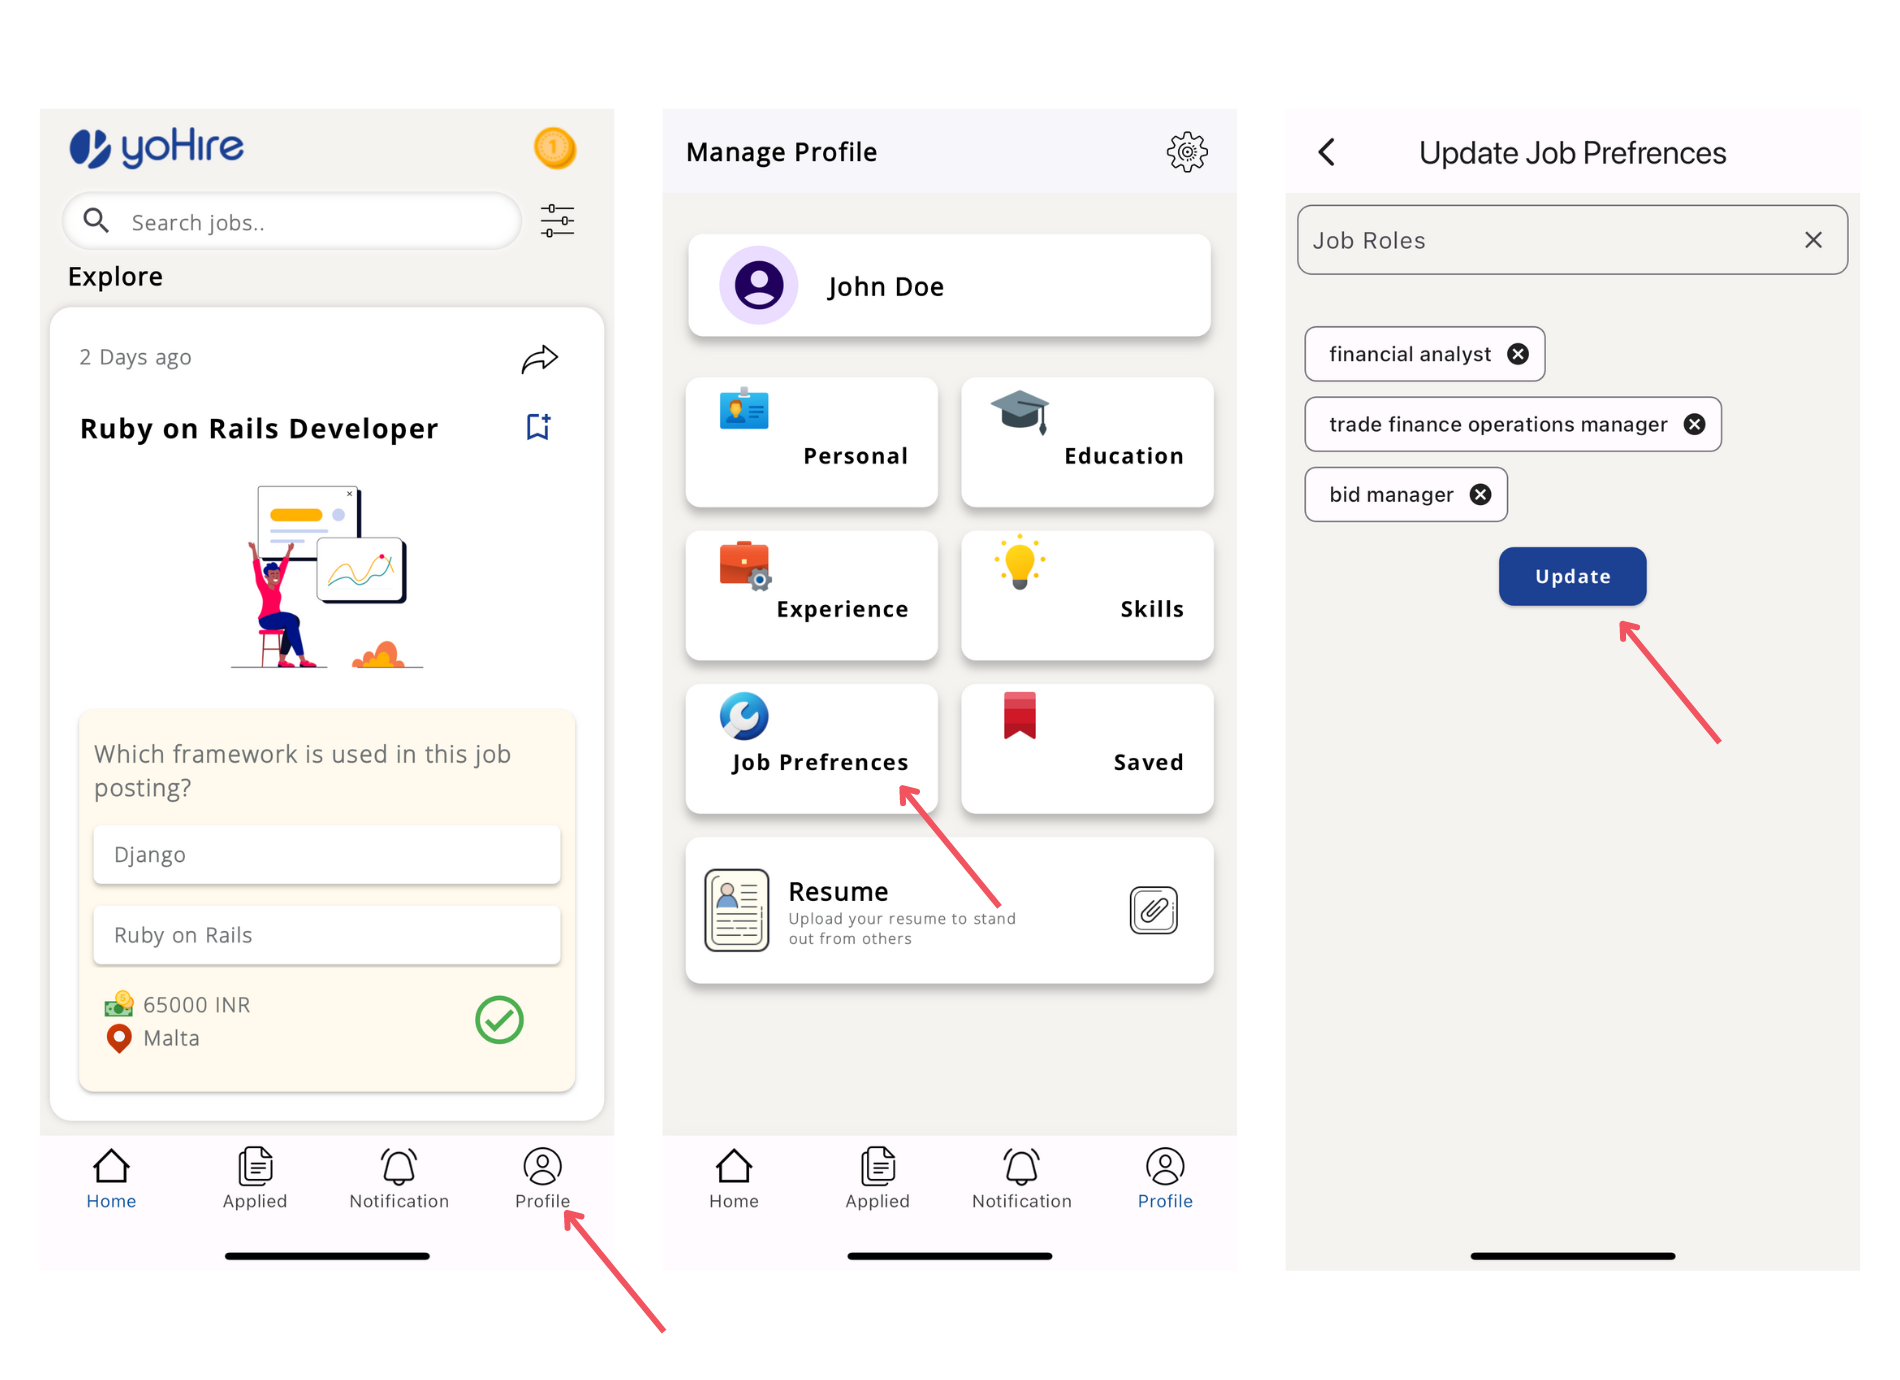 yoHire
1
Search jobs..
Explore
2 Days ago
Ruby on Rails Developer
Which framework is used in this job
posting?
Django
Ruby on Rails
65000 INR
Malta
Home
Applied
Notification
Profile
Manage Profile
John Doe
Personal
Education
Experience
Skills
Job Prefrences
Saved
Resume
Upload your resume to stand
out from others
Home
Applied
Notification
Profile
Update Job Prefrences
Job Roles
financial analyst
trade finance operations manager
bid manager
Update